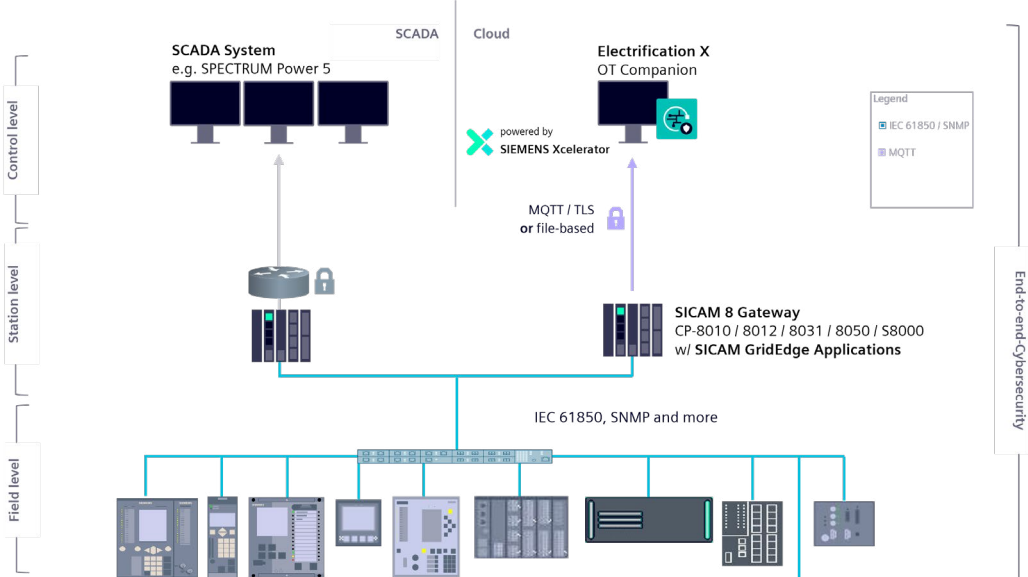 SCADA
Cloud
SCADA System
e.g. SPECTRUM Power 5
Electrification X
OT Companion
powered by
SIEMENS Xcelerator
Legend
IEC 61850 / SNMP
MQTT
Control level
MQTT / TLS
or file-based
Station level
SICAM 8 Gateway
CP-8010 / 8012 / 8031 / 8050 / S8000
w/ SICAM GridEdge Applications
End-to-end-Cybersecurity
IEC 61850, SNMP and more
Field level